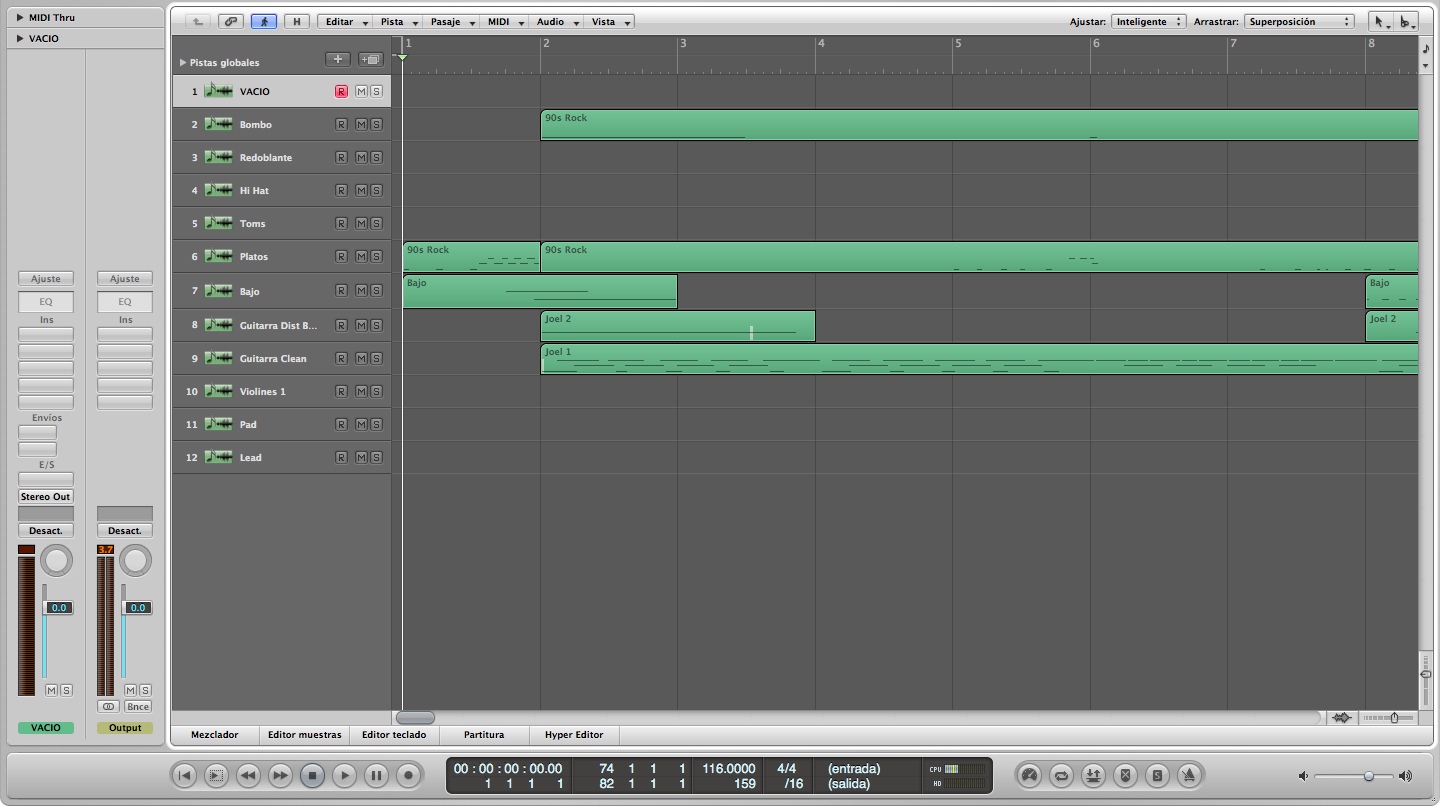 MIDI Thru
VACIO
H Editar Pista Pasaje MIDI Audio Vista Ajustar: Inteligente Arrastrar: Superposición
1 2 3 4 5 6 7 8
Pistas globales
1 VACIO R M S
2 Bombo R M S 90s Rock
3 Redoblante R M S
4 Hi Hat R M S
5 Toms R M S
6 Platos R M S 90s Rock 90s Rock
7 Bajo R M S Bajo Bajo
8 Guitarra Dist B... R M S Joel 2 Joel 2
9 Guitarra Clean R M S Joel 1
10 Violines 1 R M S
11 Pad R M S
12 Lead R M S
Ajuste Ajuste
EQ EQ
Ins Ins
Envíos
E/S
Stereo Out
Desact. Desact.
3.7
0.0 0.0
M S M S
Bnce
VACIO Output
Mezclador Editor muestras Editor teclado Partitura Hyper Editor
00 : 00 : 00 : 00.00 74 1 1 1 116.0000 4/4 (entrada) CPU
1 1 1 1 82 1 1 1 159 /16 (salida) HD
S